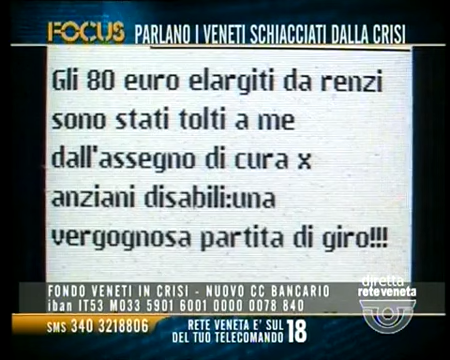 FOCUS PARLANO I VENETI SCHIACCIATI DALLA CRISI
Gli 80 euro elargiti da renzi
sono stati tolti a me
dall'assegno di cura x
anziani disabili:una
vergognosa partita di giro!!!
diretta
reteveneta
FONDO VENETI IN CRISI - NUOVO CC BANCARIO
iban IT53 M033 5901 6001 0000 0078 840
SMS 340 3218806
RETE VENETA E' SUL
DEL TUO TELECOMANDO 18